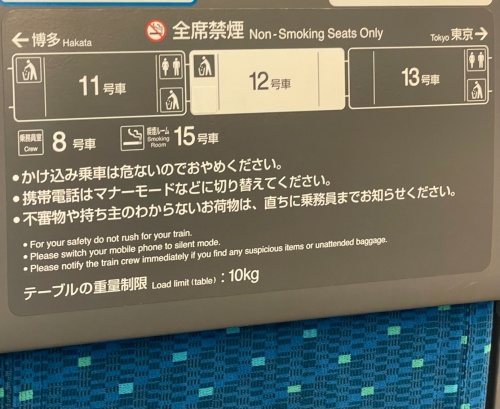 全席禁煙 Non-Smoking Seats Only
←博多 Hakata
Tokyo 東京→
11号車
12号車
13号車
乗務員室 Crew 8号車 喫煙ルーム Smoking Room 15号車
●かけ込み乗車は危ないのでおやめください。
●携帯電話はマナーモードなどに切り替えてください。
●不審物や持ち主のわからないお荷物は、直ちに乗務員までお知らせください。
●For your safety do not rush for your train.
●Please switch your mobile phone to silent mode.
●Please notify the train crew immediately if you find any suspicious items or unattended baggage.
テーブルの重量制限 Load limit (table) : 10kg